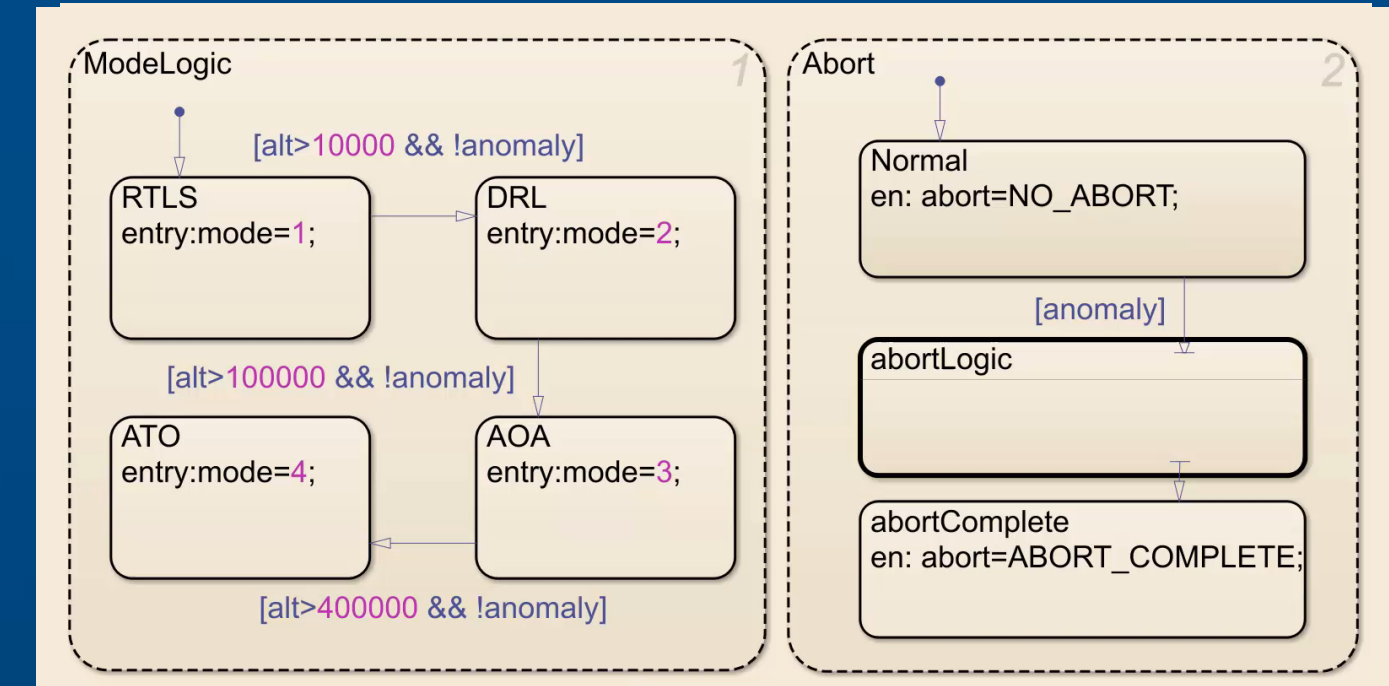 ModeLogic
1
[alt>10000 && !anomaly]
RTLS
entry:mode=1;
DRL
entry:mode=2;
[alt>100000 && !anomaly]
ATO
entry:mode=4;
AOA
entry:mode=3;
[alt>400000 && !anomaly]
Abort
2
Normal
en: abort=NO_ABORT;
[anomaly]
abortLogic
abortComplete
en: abort=ABORT_COMPLETE;